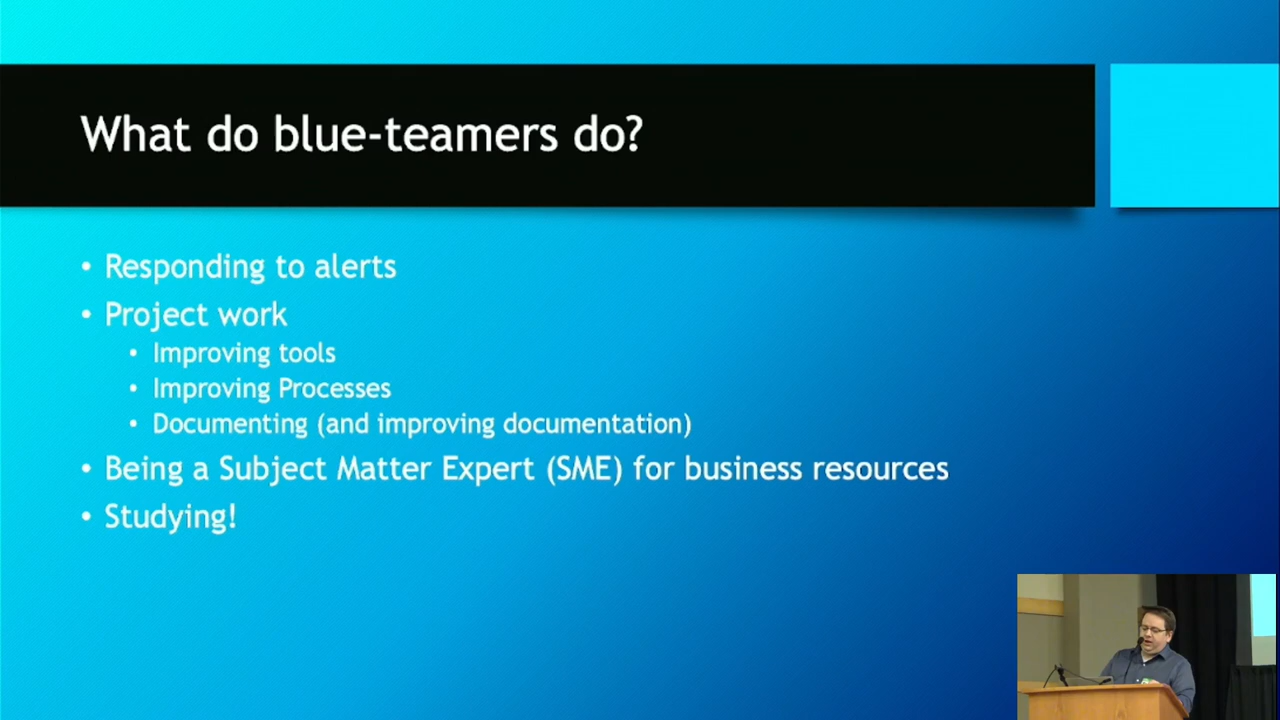 What do blue-teamers do?
• Responding to alerts
• Project work
• Improving tools
• Improving Processes
• Documenting (and improving documentation)
• Being a Subject Matter Expert (SME) for business resources
• Studying!